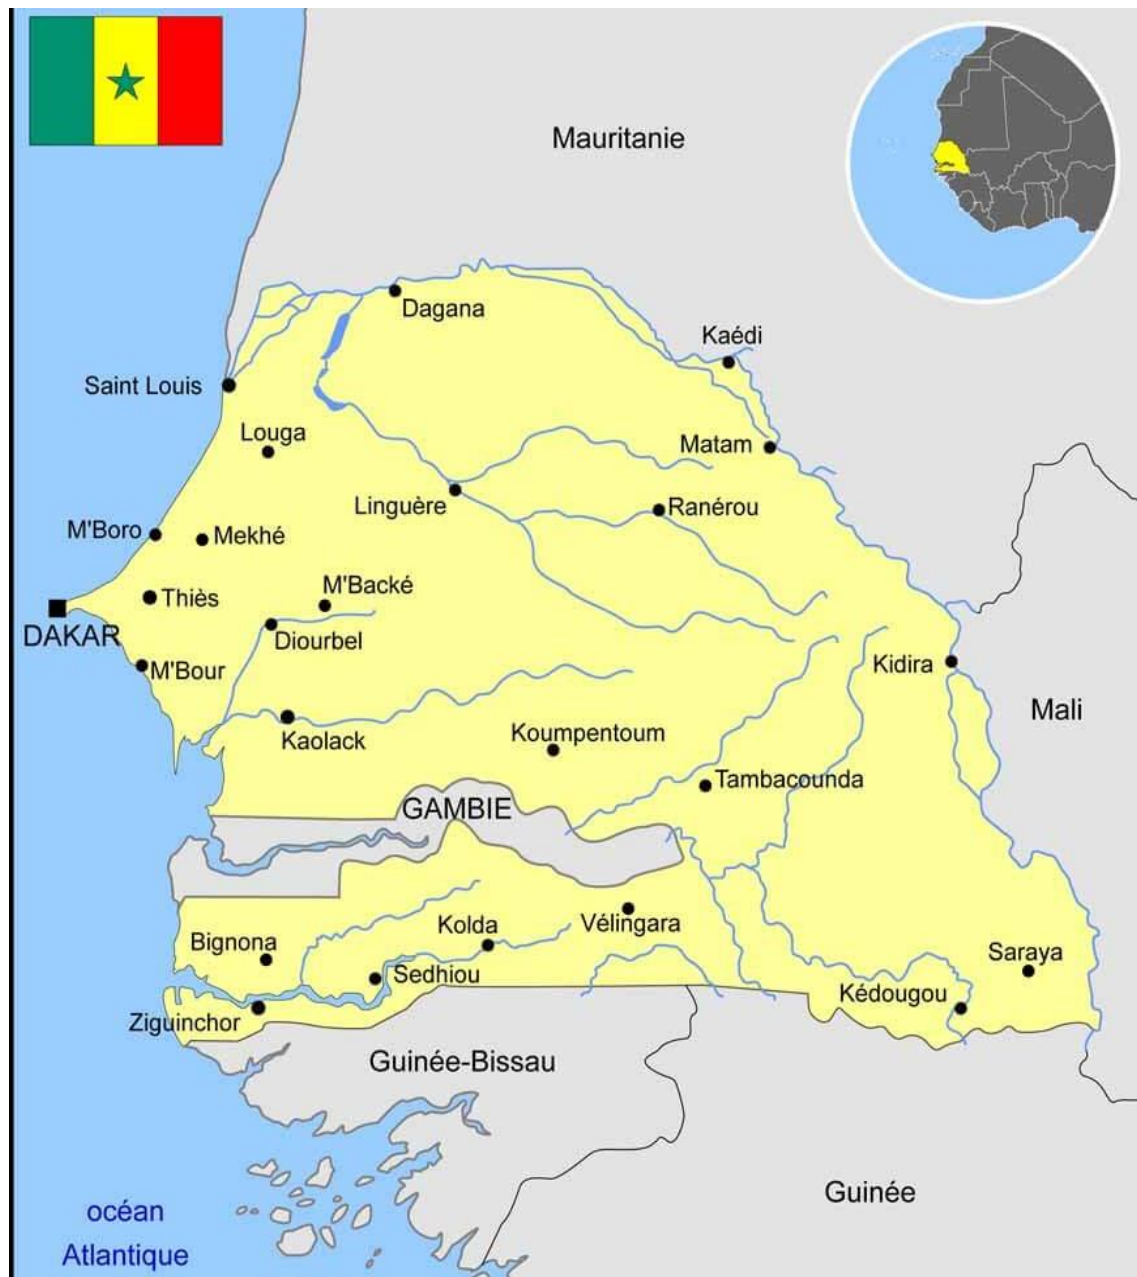 Mauritanie
Dagana
Kaédi
Saint Louis
Louga
Matam
Linguère
Ranérou
M'Boro
Mekhé
M'Backé
Thiès
DAKAR
Diourbel
M'Bour
Kidira
Mali
Koumpentoum
Kaolack
Tambacounda
GAMBIE
Kolda
Vélingara
Bignona
Saraya
Sedhiou
Kédougou
Ziguinchor
Guinée-Bissau
Guinée
océan
Atlantique